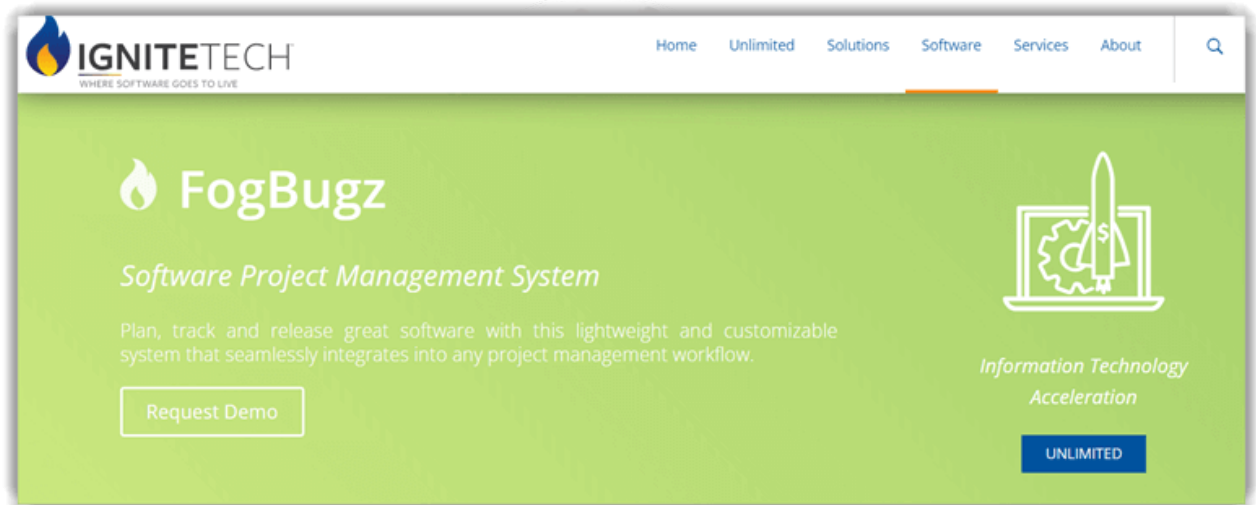 IGNITETECH
WHERE SOFTWARE GOES TO LIVE
Home Unlimited Solutions Software Services About
FogBugz
Software Project Management System
Plan, track and release great software with this lightweight and customizable
system that seamlessly integrates into any project management workflow.
Request Demo
$
Information Technology
Acceleration
UNLIMITED